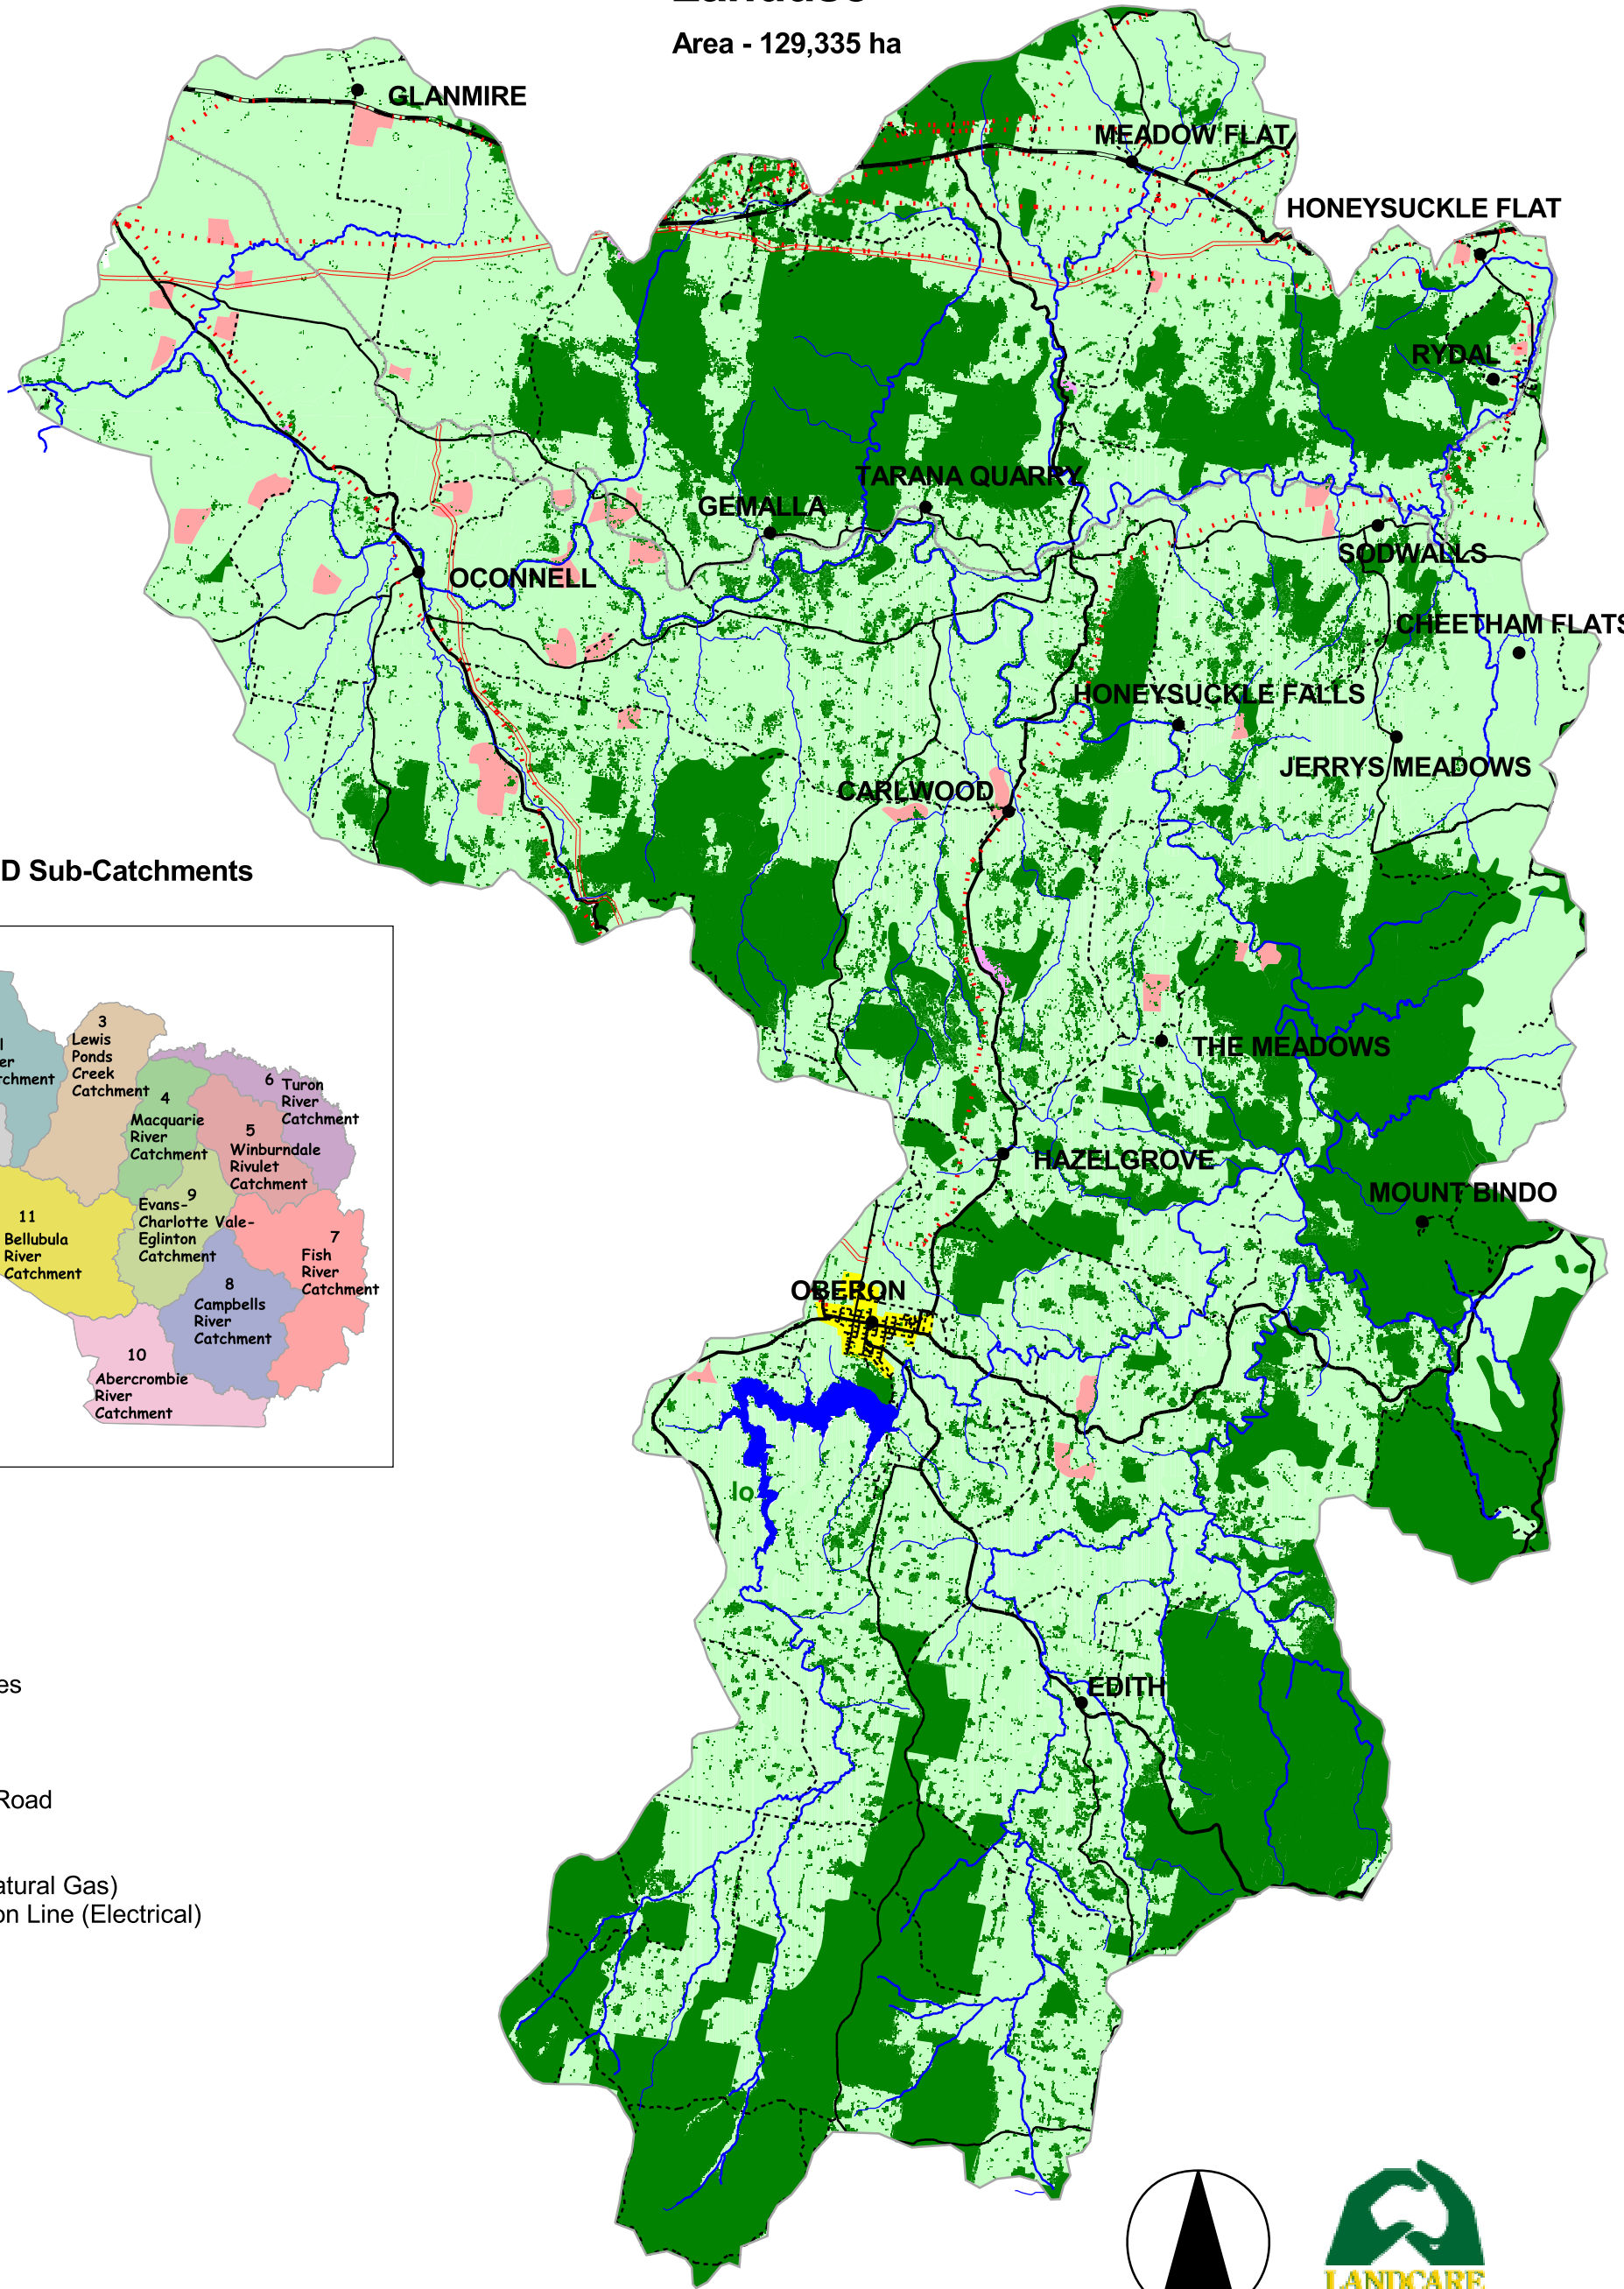 Area - 129,335 ha
GLANMIRE
MEADOW FLAT
HONEYSUCKLE FLAT
RYDAL
TARANA QUARRY
GEMALLA
SODWALLS
OCONNELL
CHEETHAM FLATS
HONEYSUCKLE FALLS
JERRYS MEADOWS
CARLWOOD
D Sub-Catchments
THE MEADOWS
HAZELGROVE
MOUNT BINDO
OBERON
lo
EDITH
3
Lewis
Ponds
Creek
Catchment
4
Macquarie
River
Catchment
6 Turon
River
Catchment
5
Winburndale
Rivulet
Catchment
9
Evans-
Charlotte Vale-
Eglinton
Catchment
11
Bellubula
River
Catchment
7
Fish
River
Catchment
8
Campbells
River
Catchment
10
Abercrombie
River
Catchment
l
er
tchment
es
Road
atural Gas)
on Line (Electrical)
LANDCARE